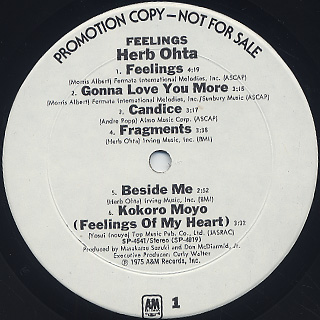 PROMOTION COPY—NOT FOR SALE
FEELINGS
Herb Ohta
1. Feelings 4:19
(Morris Albert) Fermata International Melodies, Inc. (ASCAP)
2. Gonna Love You More 3:15
(Morris Albert) Fermata International Melodies, Inc./Sunbury Music (ASCAP)
3. Candice 3:17
(Andre Popp) Almo Music Corp. (ASCAP)
4. Fragments 3:38
(Herb Ohta) Irving Music, Inc. (BMI)
5. Beside Me 2:52
(Herb Ohta) Irving Music, Inc. (BMI)
6. Kokoro Moyo
(Feelings Of My Heart) 3:32
(Yosui Inouye) Top Music Pub. Co., Ltd. (JASRAC)
SP-4547/Stereo (SP-4819)
Produced by Masakazu Suzuki and Don McDiarmid, Jr.
Executive Producer: Curly Walter
Ⓟ 1975 A&M Records, Inc.
A&M 1